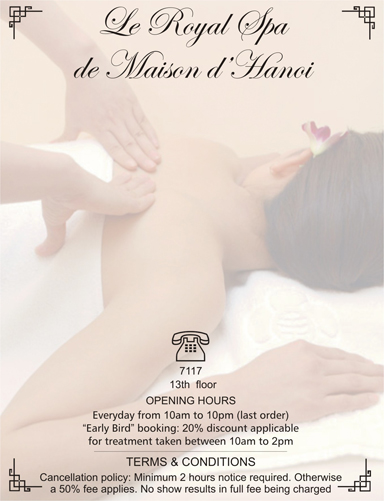 Le Royal Spa
de Maison d'Hanoi
7117
13th floor
OPENING HOURS
Everyday from 10am to 10pm (last order)
"Early Bird" booking: 20% discount applicable
for treatment taken between 10am to 2pm
TERMS & CONDITIONS
Cancellation policy: Minimum 2 hours notice required. Otherwise
a 50% fee applies. No show results in full fee being charged